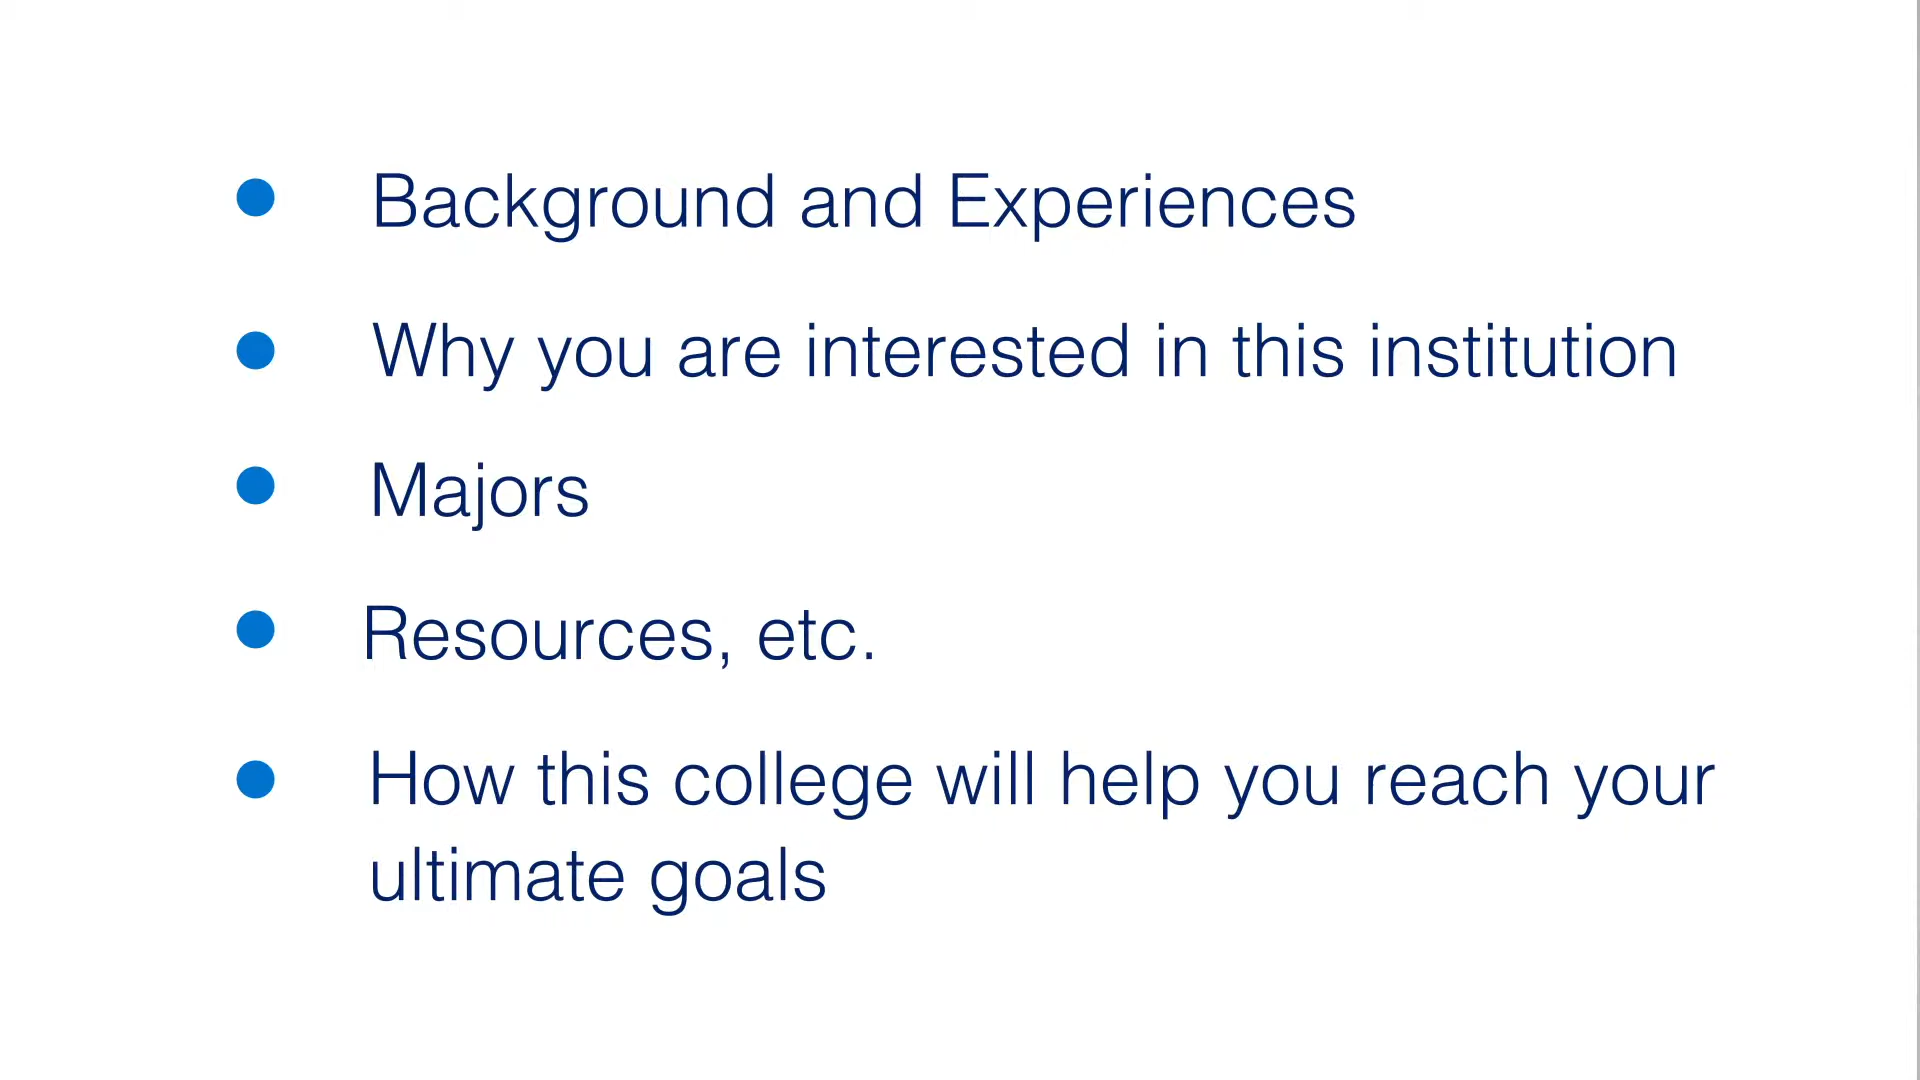 Background and Experiences
Why you are interested in this institution
Majors
Resources, etc.
How this college will help you reach your
ultimate goals